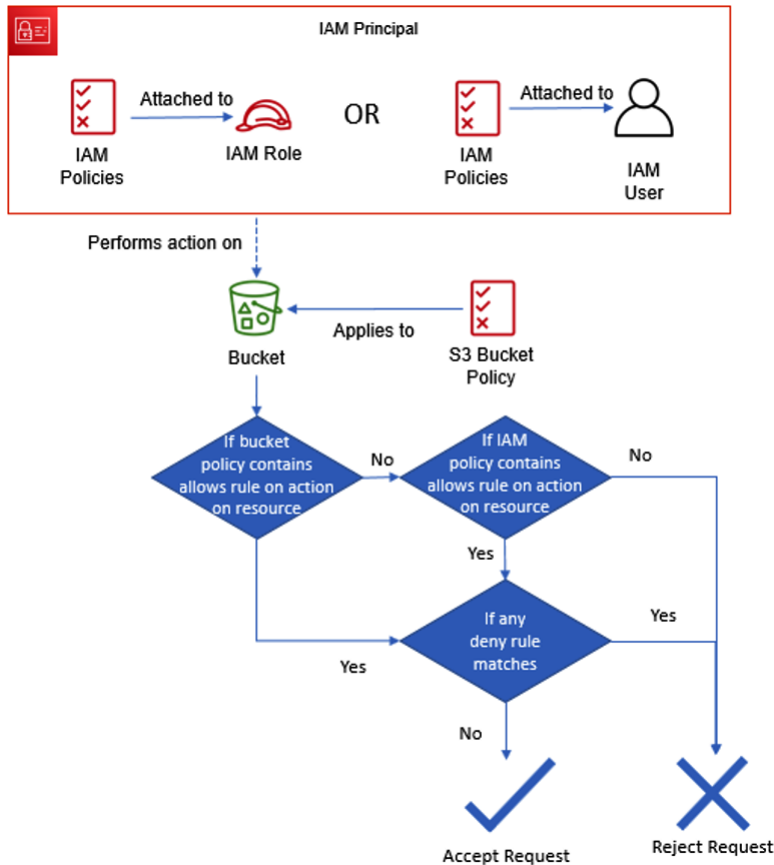 IAM Principal
Attached to
IAM
Policies
IAM Role
OR
Attached to
IAM
Policies
IAM
User
Performs action on
Bucket
Applies to
S3 Bucket
Policy
If bucket
policy contains
allows rule on action
on resource
No
If IAM
policy contains
allows rule on action
on resource
No
Yes
Yes
If any
deny rule
matches
Yes
No
Accept Request
Reject Request